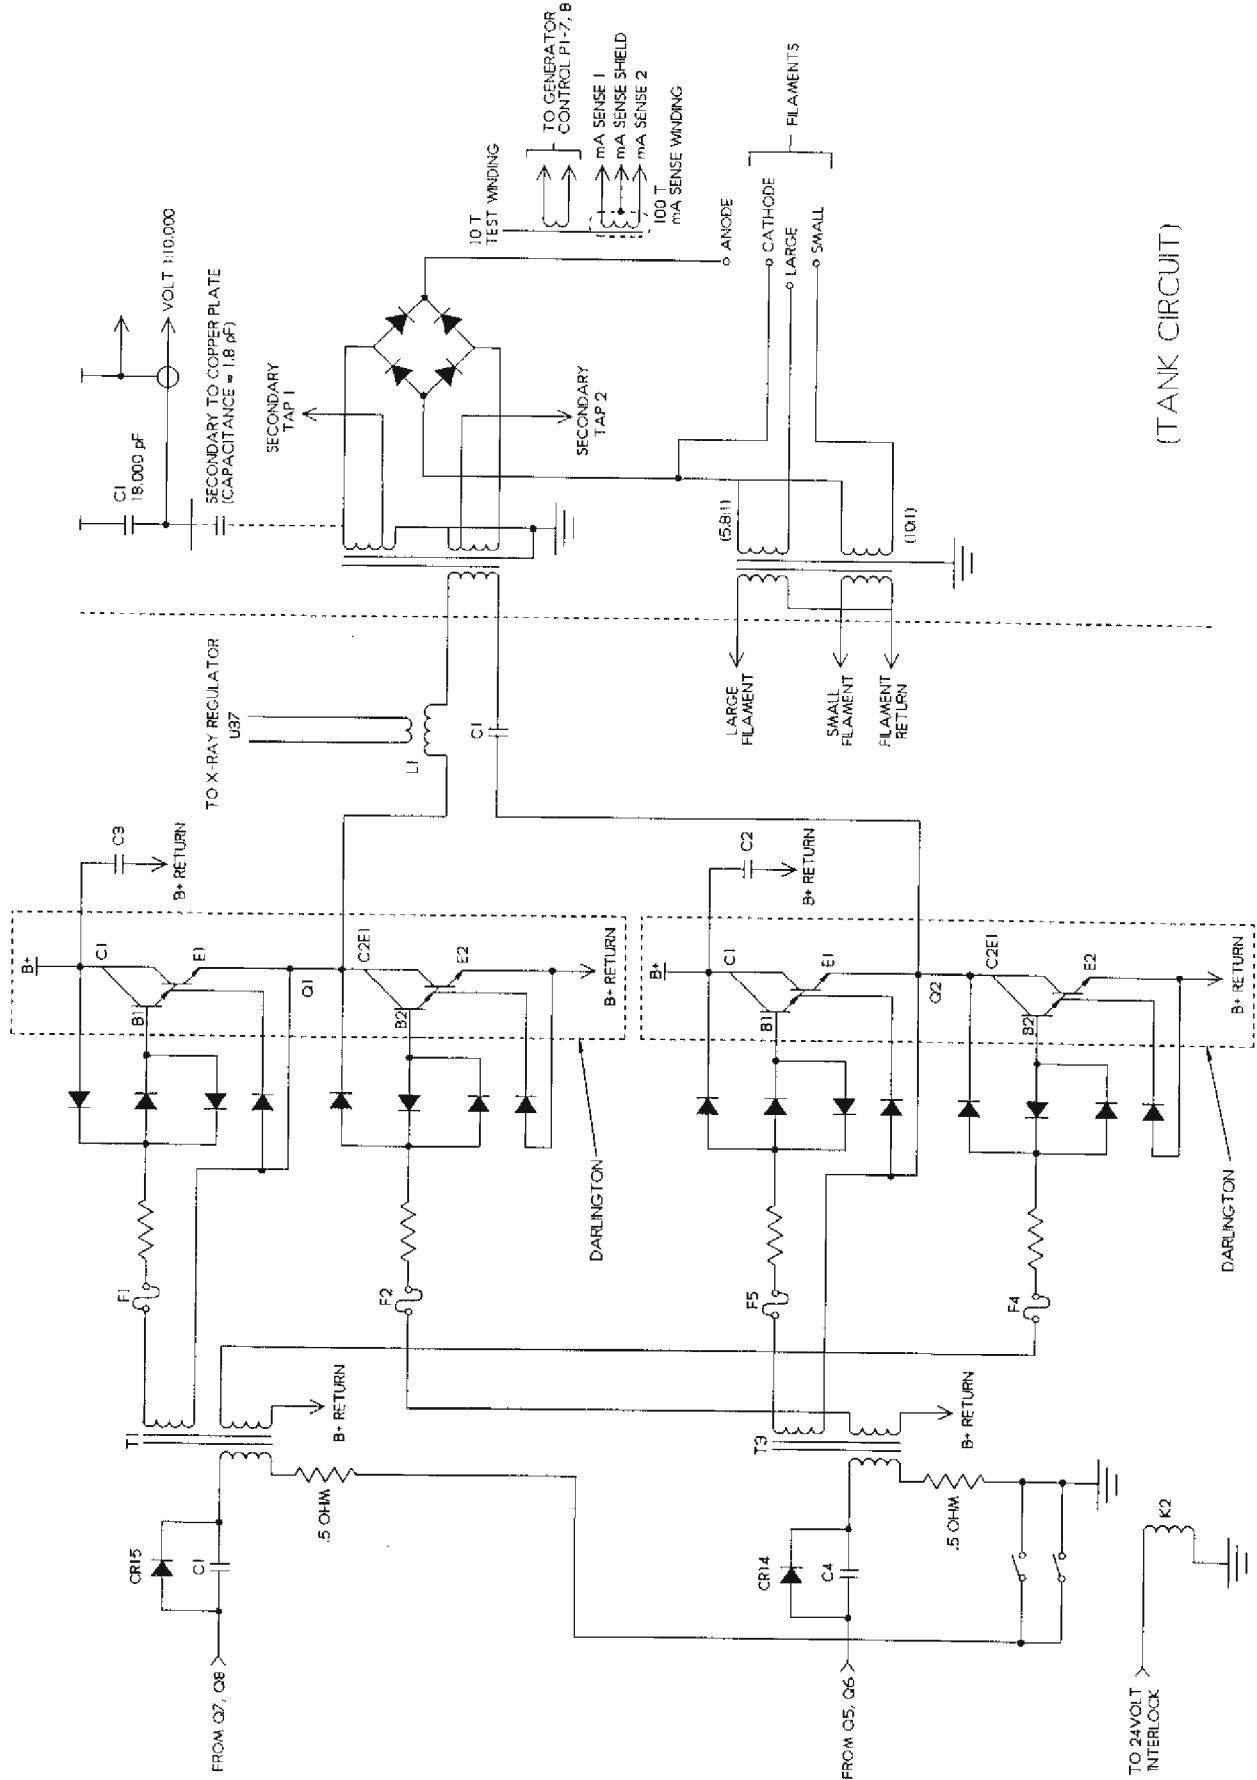 FROM Q7, Q8
CR15
C1
.5 OHM
T1
B+ RETURN
F1
F2
B+
C1
B1
E1
Q1
C2E1
B2
E2
B+ RETURN
DARLINGTON
C3
B+ RETURN
TO X-RAY REGULATOR
U37
L1
C1
C1
18,000 pF
VOLT 1:10,000
SECONDARY TO COPPER PLATE
(CAPACITANCE = 1.8 pF)
SECONDARY
TAP 1
SECONDARY
TAP 2
10 T
TEST WINDING
TO GENERATOR
CONTROL P1-7, 8
mA SENSE 1
mA SENSE SHIELD
mA SENSE 2
100 T
mA SENSE WINDING
ANODE
CATHODE
LARGE
SMALL
FILAMENTS
(5.8:1)
(10:1)
LARGE
FILAMENT
SMALL
FILAMENT
FILAMENT
RETURN
FROM Q5, Q6
CR14
C4
.5 OHM
T3
B+ RETURN
F5
F4
B+
C1
B1
E1
Q2
C2E1
B2
E2
B+ RETURN
DARLINGTON
C2
B+ RETURN
TO 24VOLT
INTERLOCK
K2
(TANK CIRCUIT)